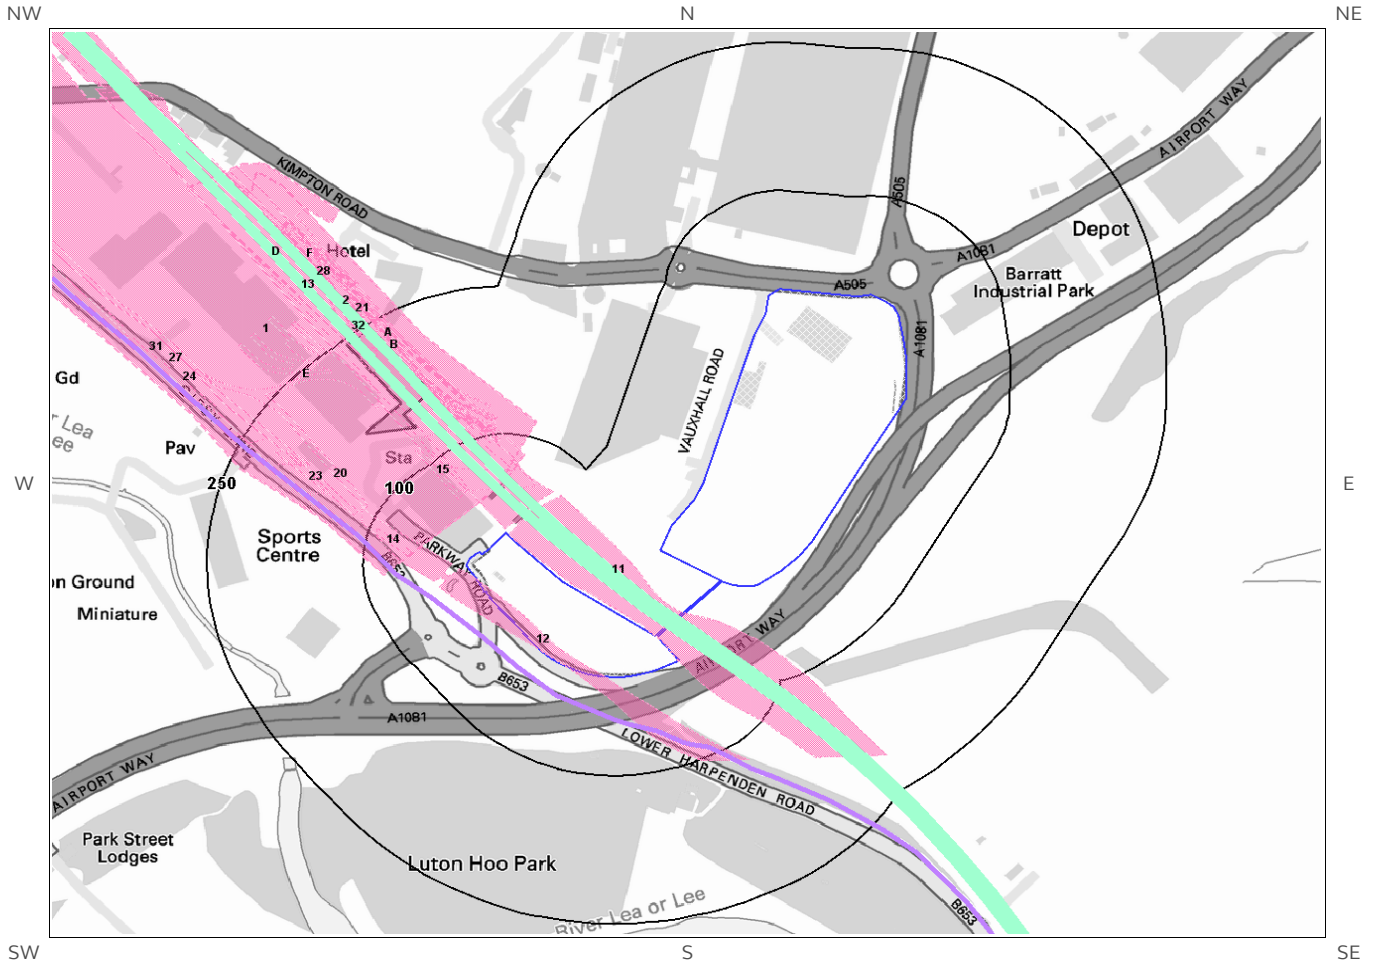 NW
N
NE
KIMPTON ROAD
AIRPORT WAY
A505
Depot
D
F
Hotel
A1081
28
Barratt
Industrial Park
13
A505
2
21
32
A
B
1
A1081
31
27
24
E
Gd
VAUXHALL ROAD
r Lea
ee
Pav
Sta
15
23
20
W
250
100
E
Sports
Centre
14
PARKWAY ROAD
B653
11
on Ground
Miniature
12
AIRPORT WAY
B653
A1081
LOWER HARPENDEN ROAD
AIRPORT WAY
Park Street
Lodges
Luton Hoo Park
River Lea or Lee
B653
SW
S
SE